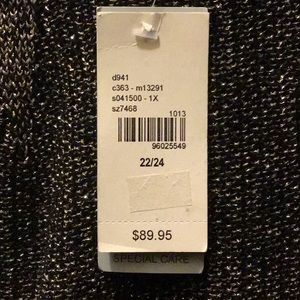 d941
c363 - m13291
s041500 - 1X
sz7468
1013
96025549
22/24
$89.95
SPECIAL CARE